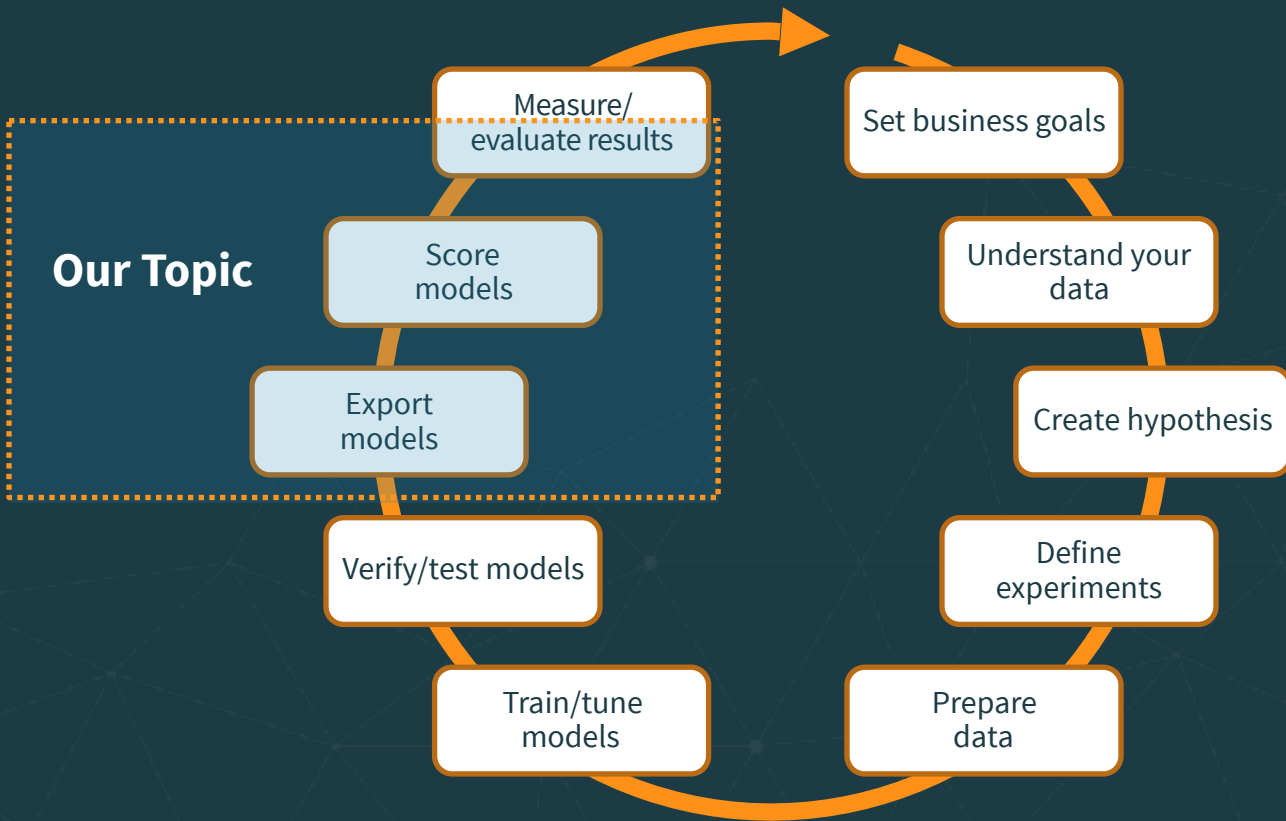 Measure/
evaluate results
Set business goals
Our Topic
Score
models
Understand your
data
Export
models
Create hypothesis
Verify/test models
Define
experiments
Train/tune
models
Prepare
data